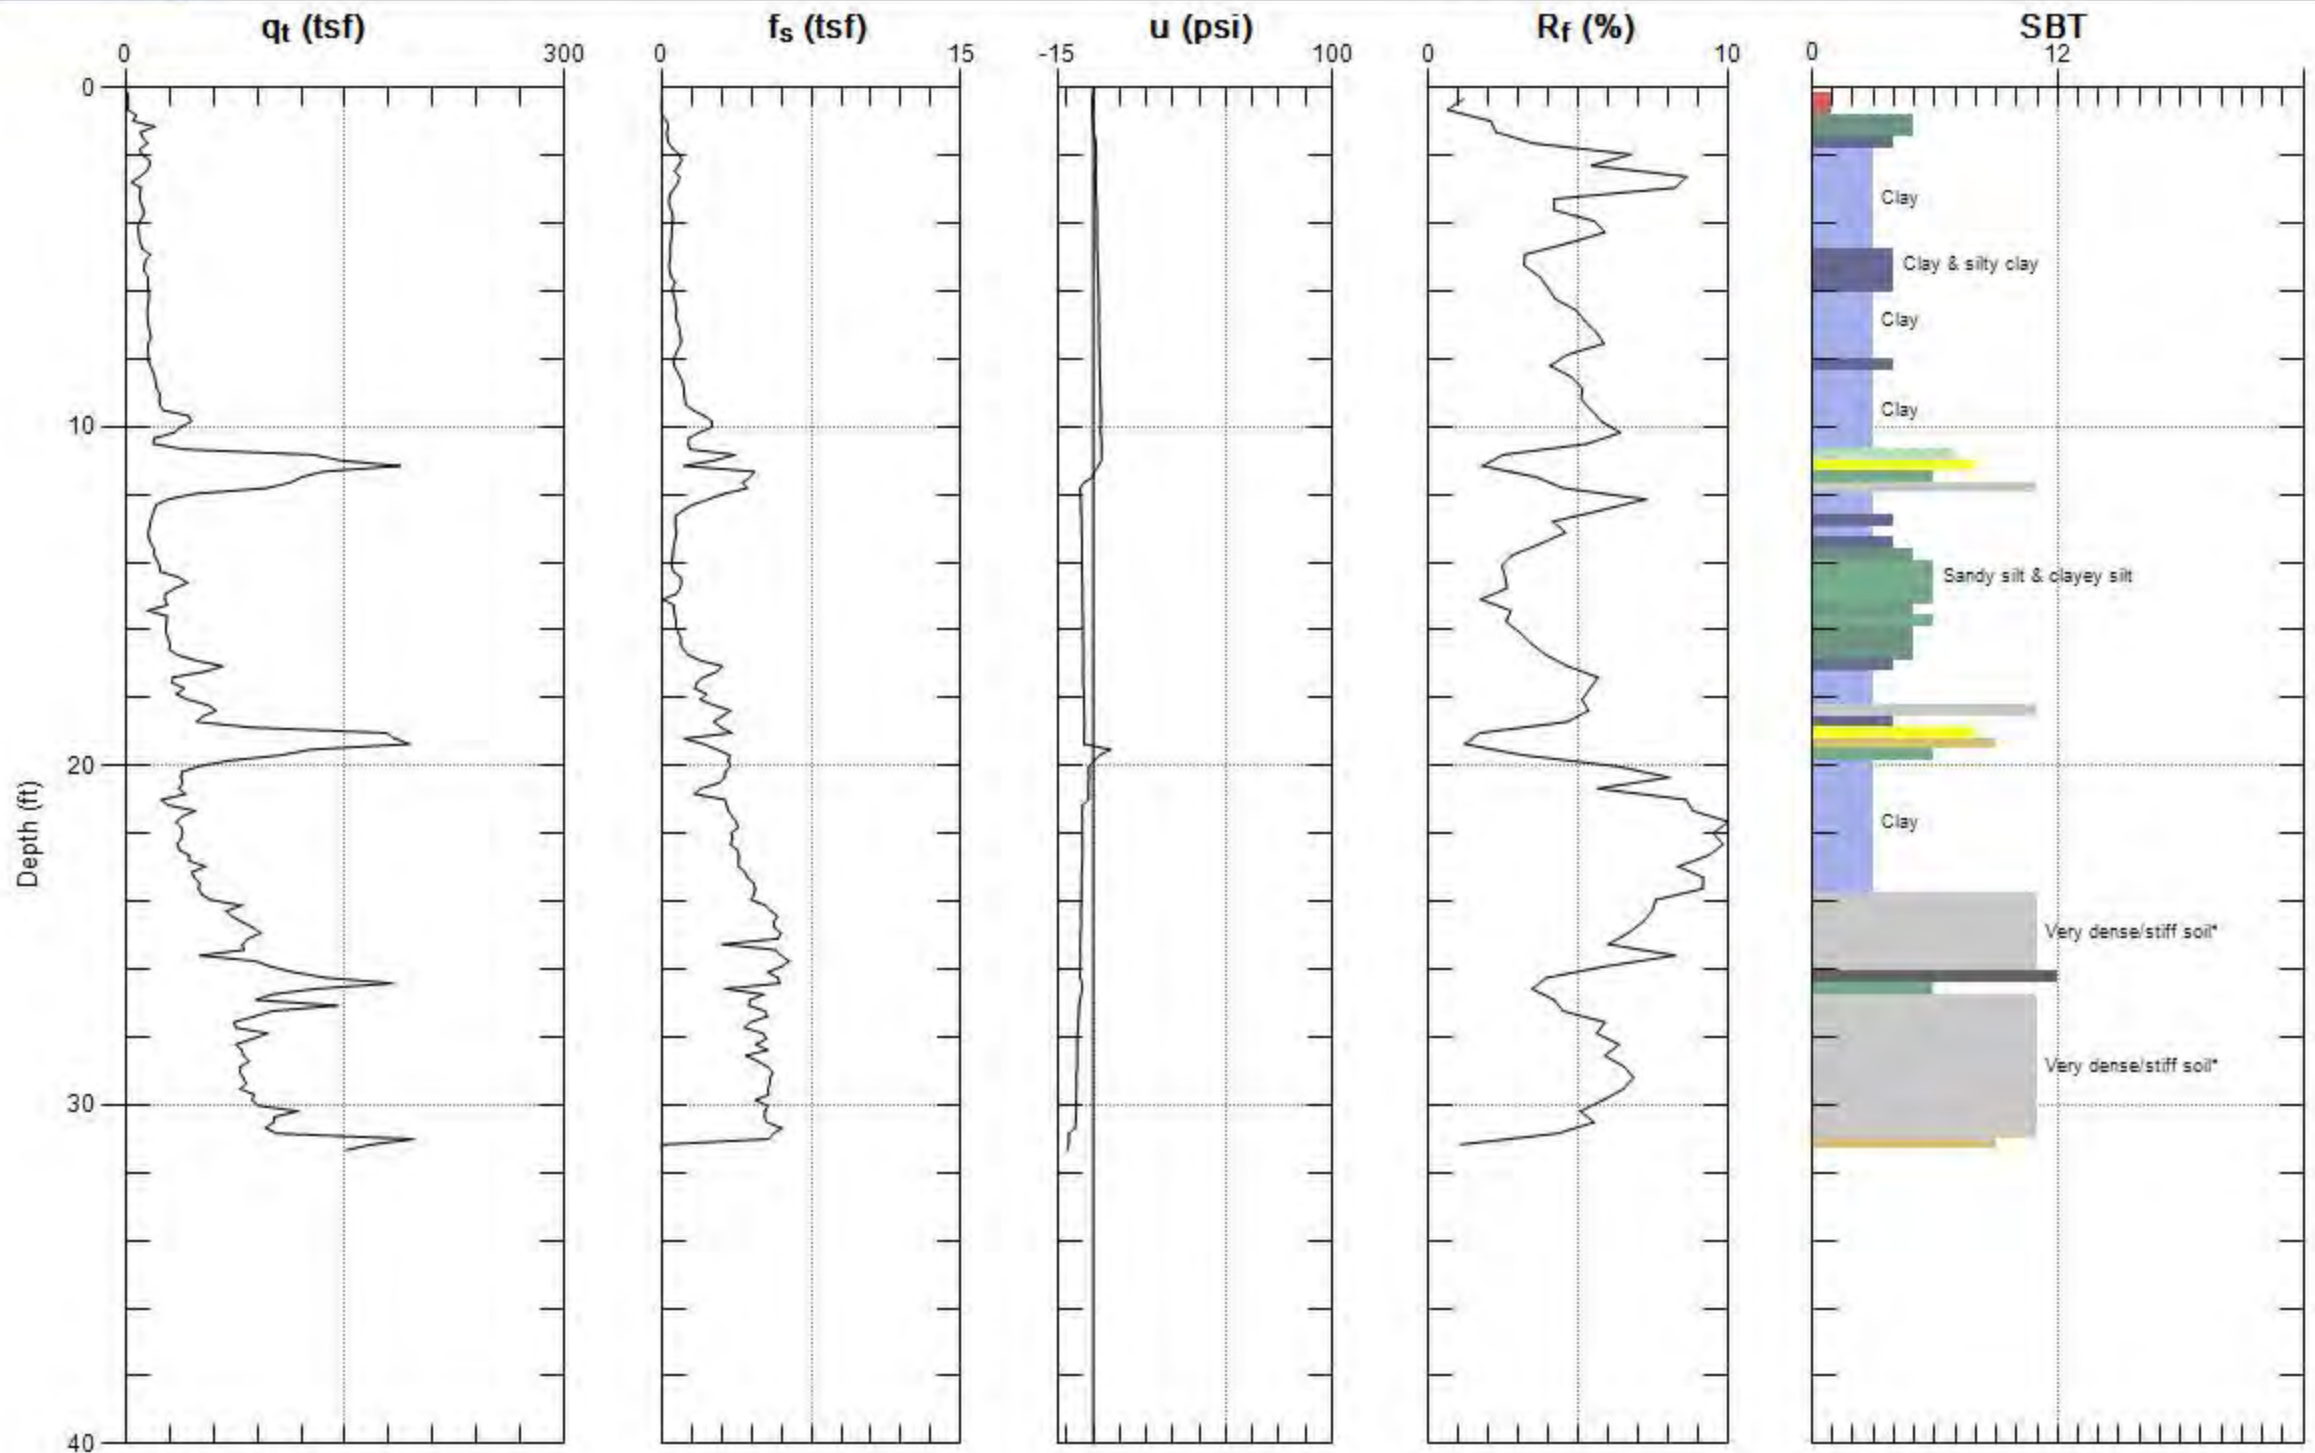 qt (tsf) fs (tsf) u (psi) Rf (%) SBT
0 300 0 15 -15 100 0 10 0 12
0
Clay
Clay & silty clay
Clay
Clay
10
Sandy silt & clayey silt
20
Depth (ft)
Clay
Very dense/stiff soil*
Very dense/stiff soil*
30
40